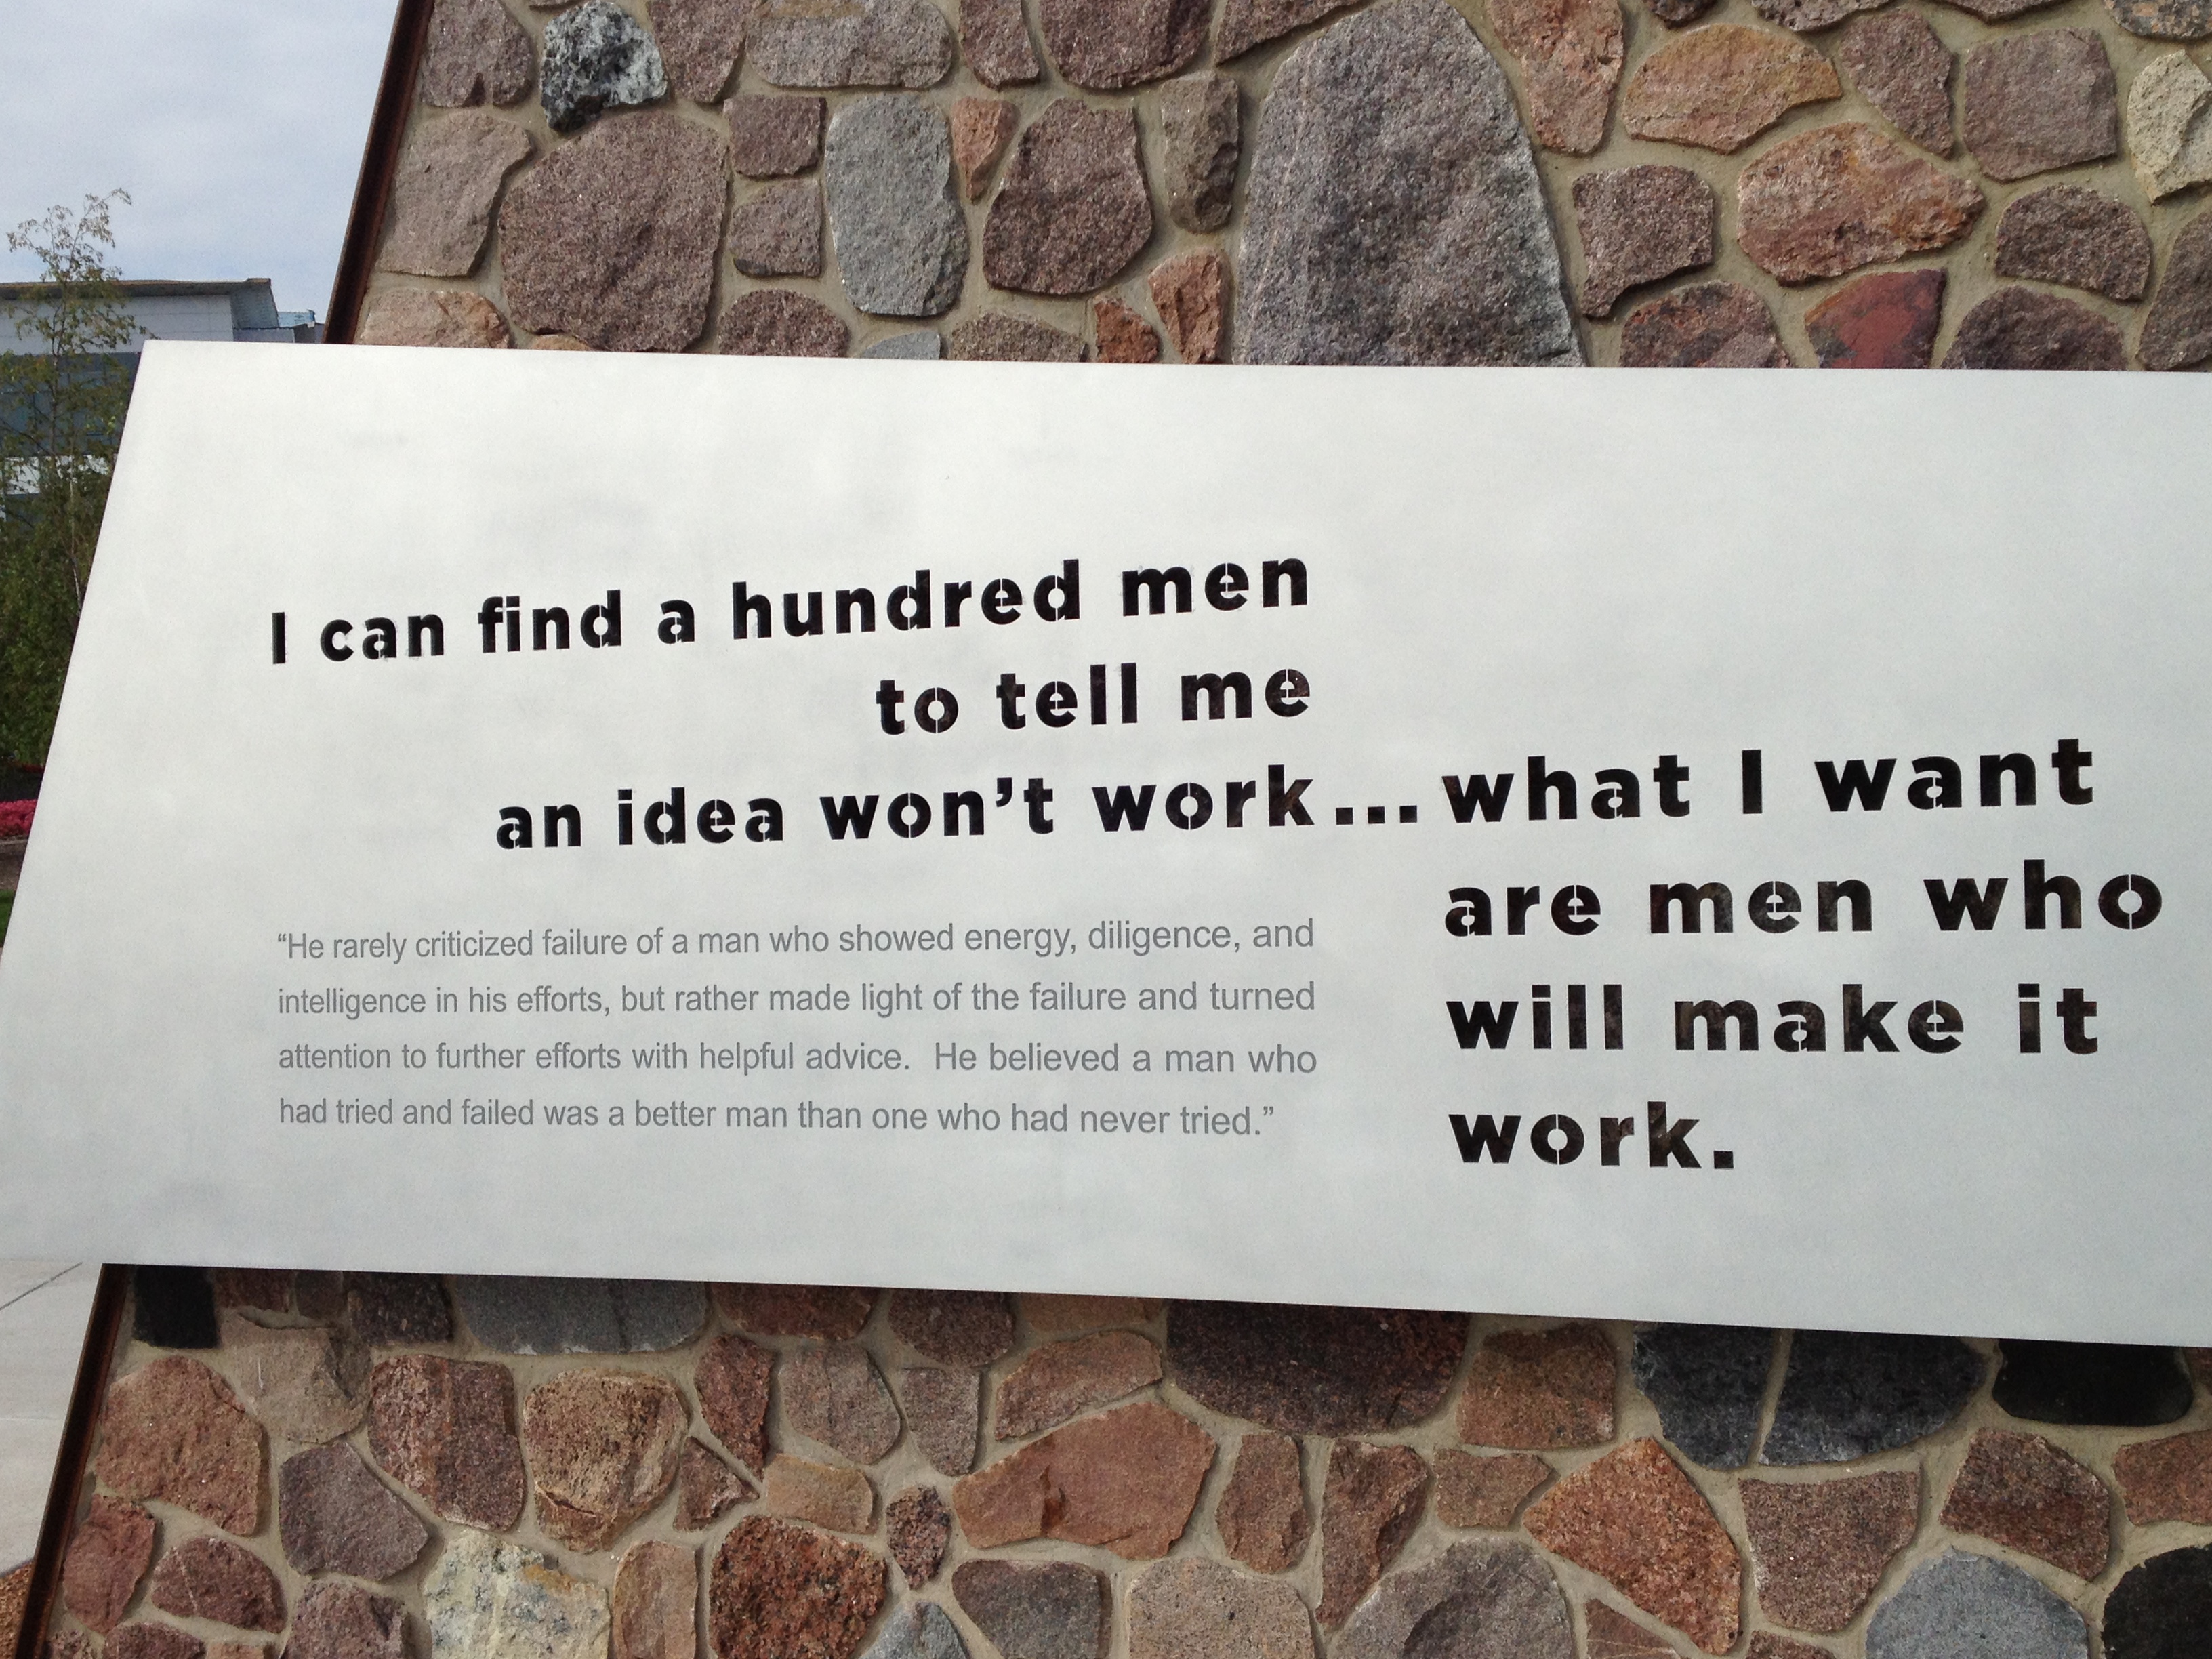 I can find a hundred men
to tell me
an idea won’t work...what I want
are men who
will make it
work.
“He rarely criticized failure of a man who showed energy, diligence, and
intelligence in his efforts, but rather made light of the failure and turned
attention to further efforts with helpful advice.  He believed a man who
had tried and failed was a better man than one who had never tried.”